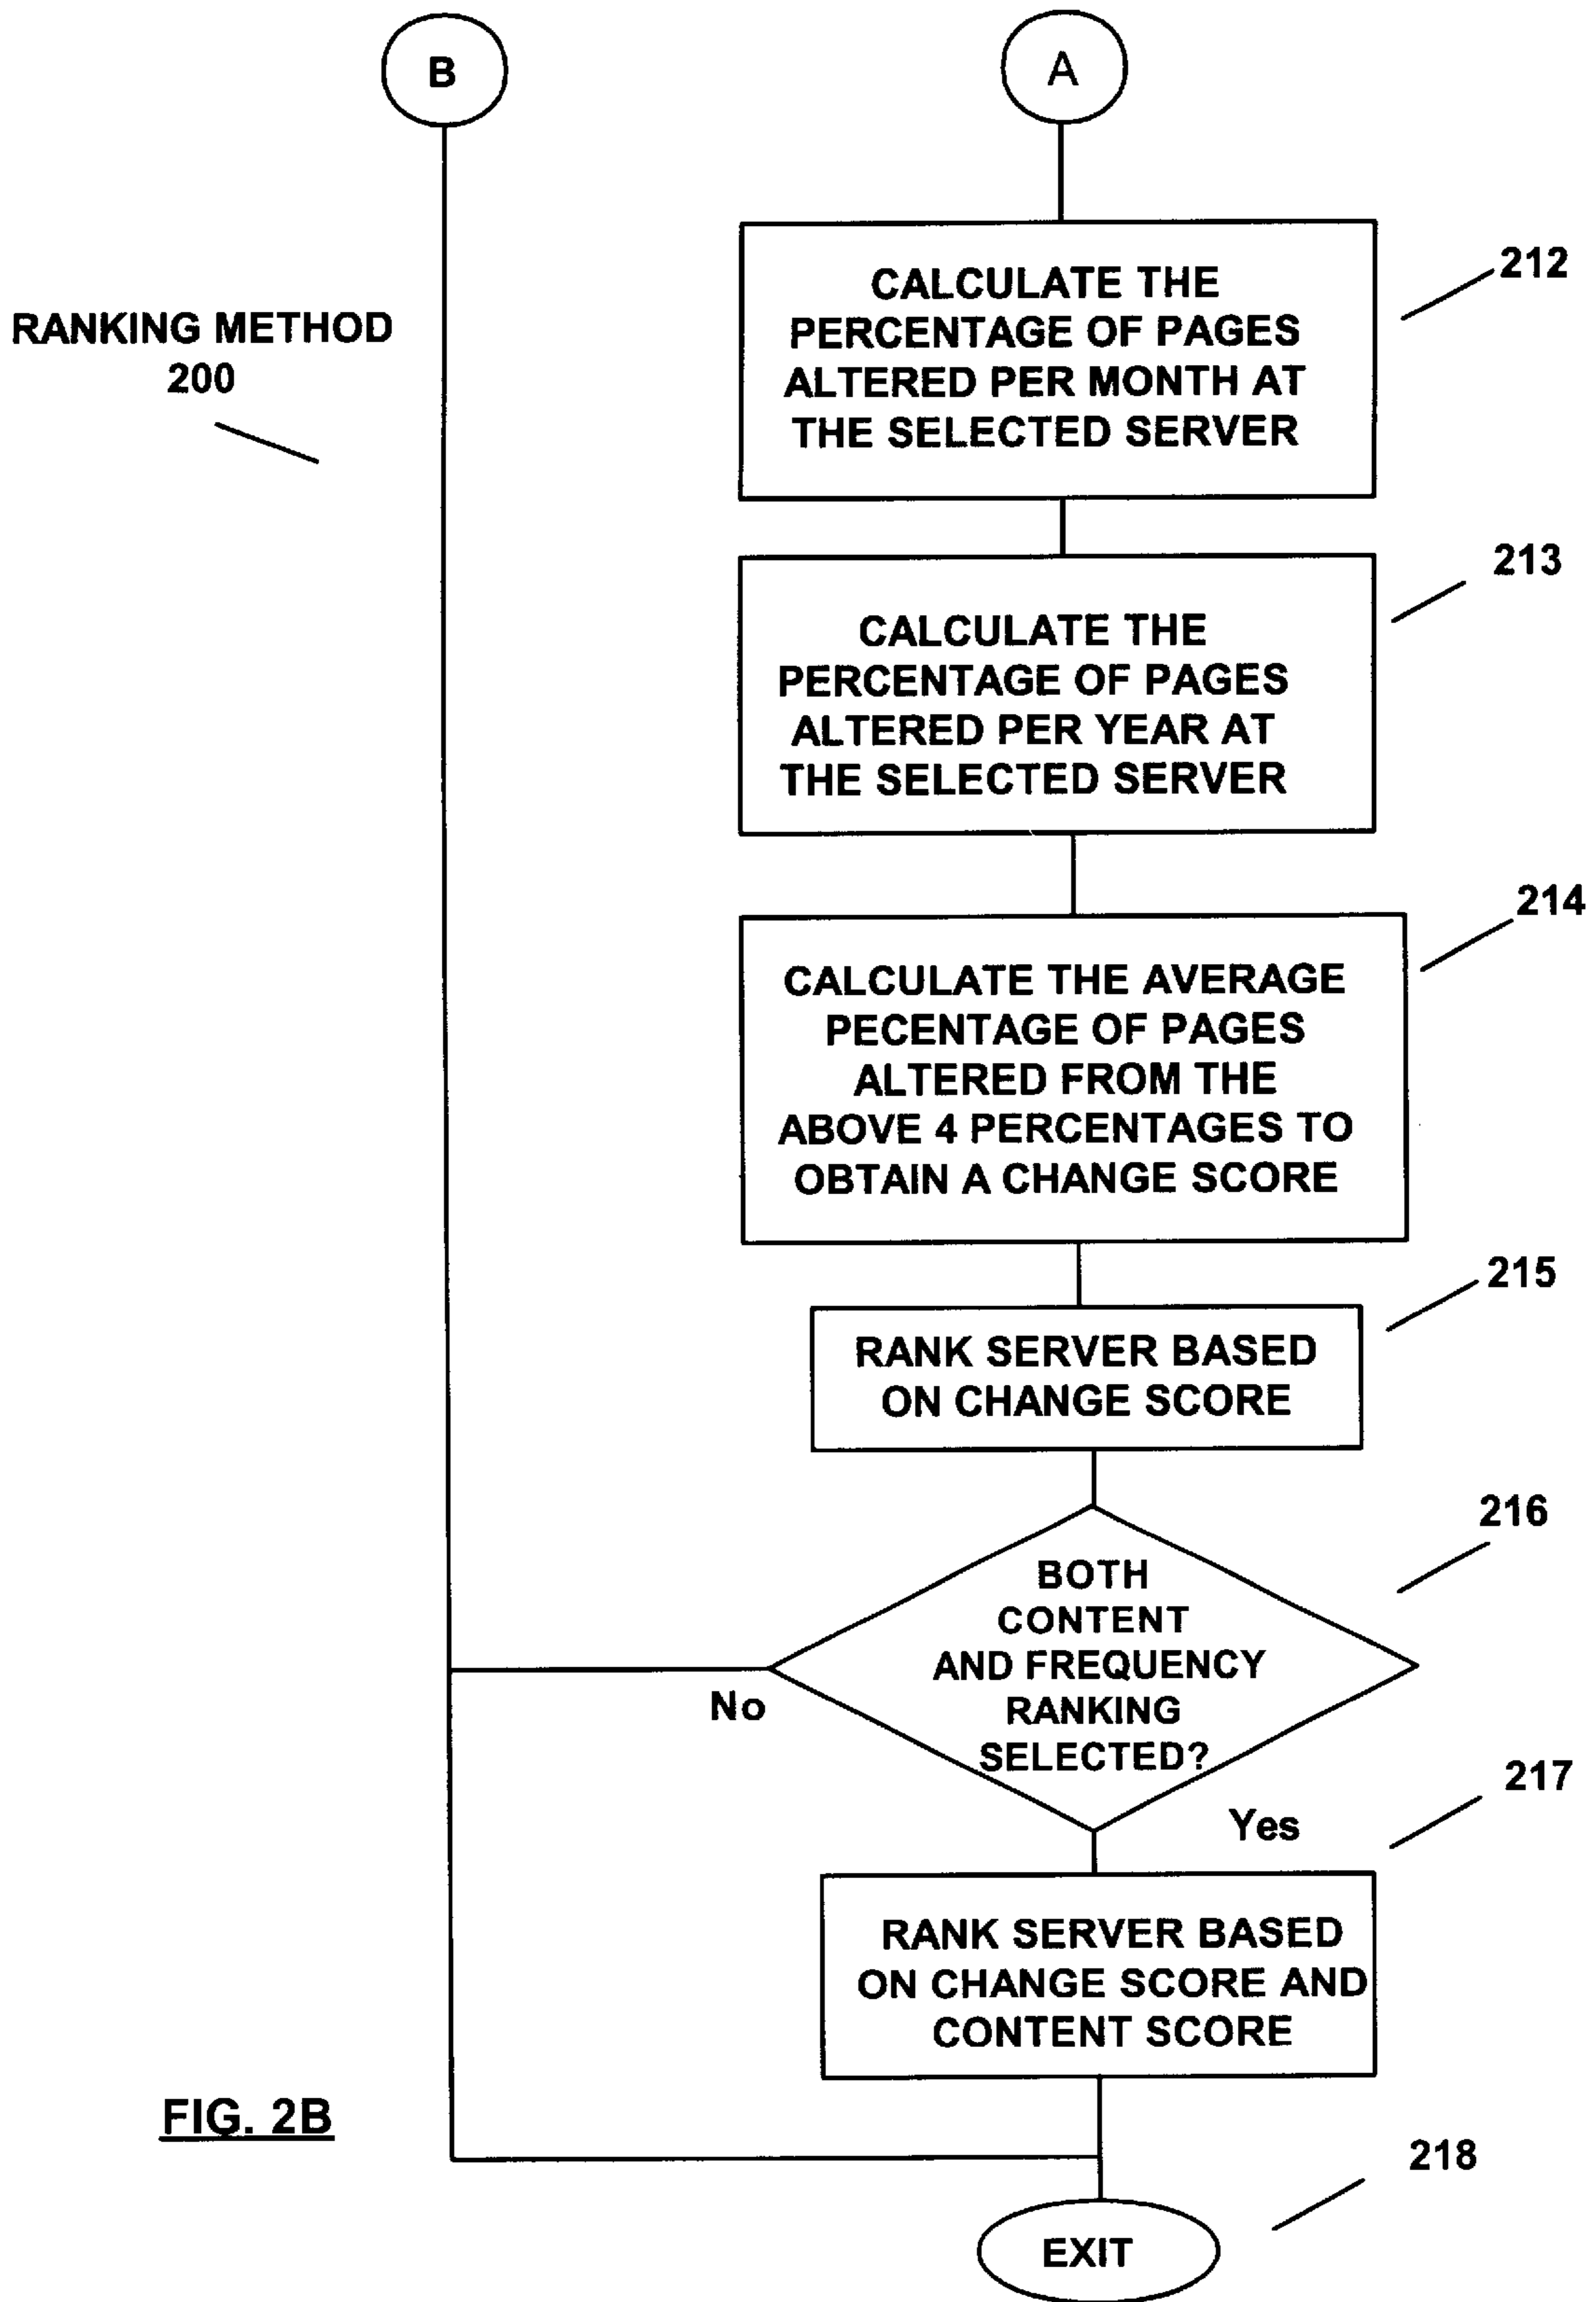 B
A
RANKING METHOD
200
CALCULATE THE
PERCENTAGE OF PAGES
ALTERED PER MONTH AT
THE SELECTED SERVER
212
CALCULATE THE
PERCENTAGE OF PAGES
ALTERED PER YEAR AT
THE SELECTED SERVER
213
CALCULATE THE AVERAGE
PECENTAGE OF PAGES
ALTERED FROM THE
ABOVE 4 PERCENTAGES TO
OBTAIN A CHANGE SCORE
214
RANK SERVER BASED
ON CHANGE SCORE
215
BOTH
CONTENT
AND FREQUENCY
RANKING
SELECTED?
216
No
Yes
RANK SERVER BASED
ON CHANGE SCORE AND
CONTENT SCORE
217
FIG. 2B
EXIT
218